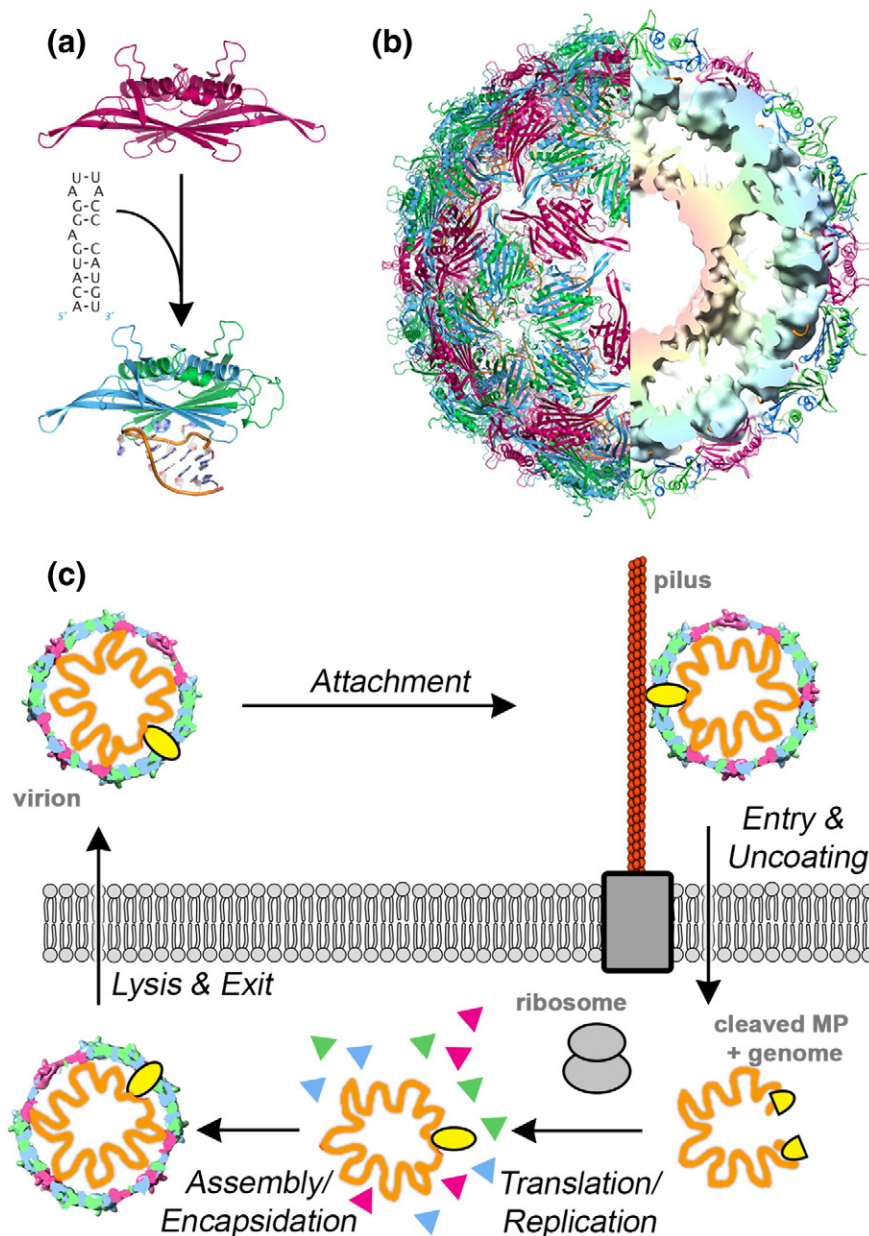 (a)
U-U
A A
G-C
G-C
A
G-C
U-A
A-U
C-G
A-U
5' 3'
(b)
(c)
pilus
Attachment
virion
Entry &
Uncoating
Lysis & Exit
ribosome
cleaved MP
+ genome
Assembly/
Encapsidation
Translation/
Replication